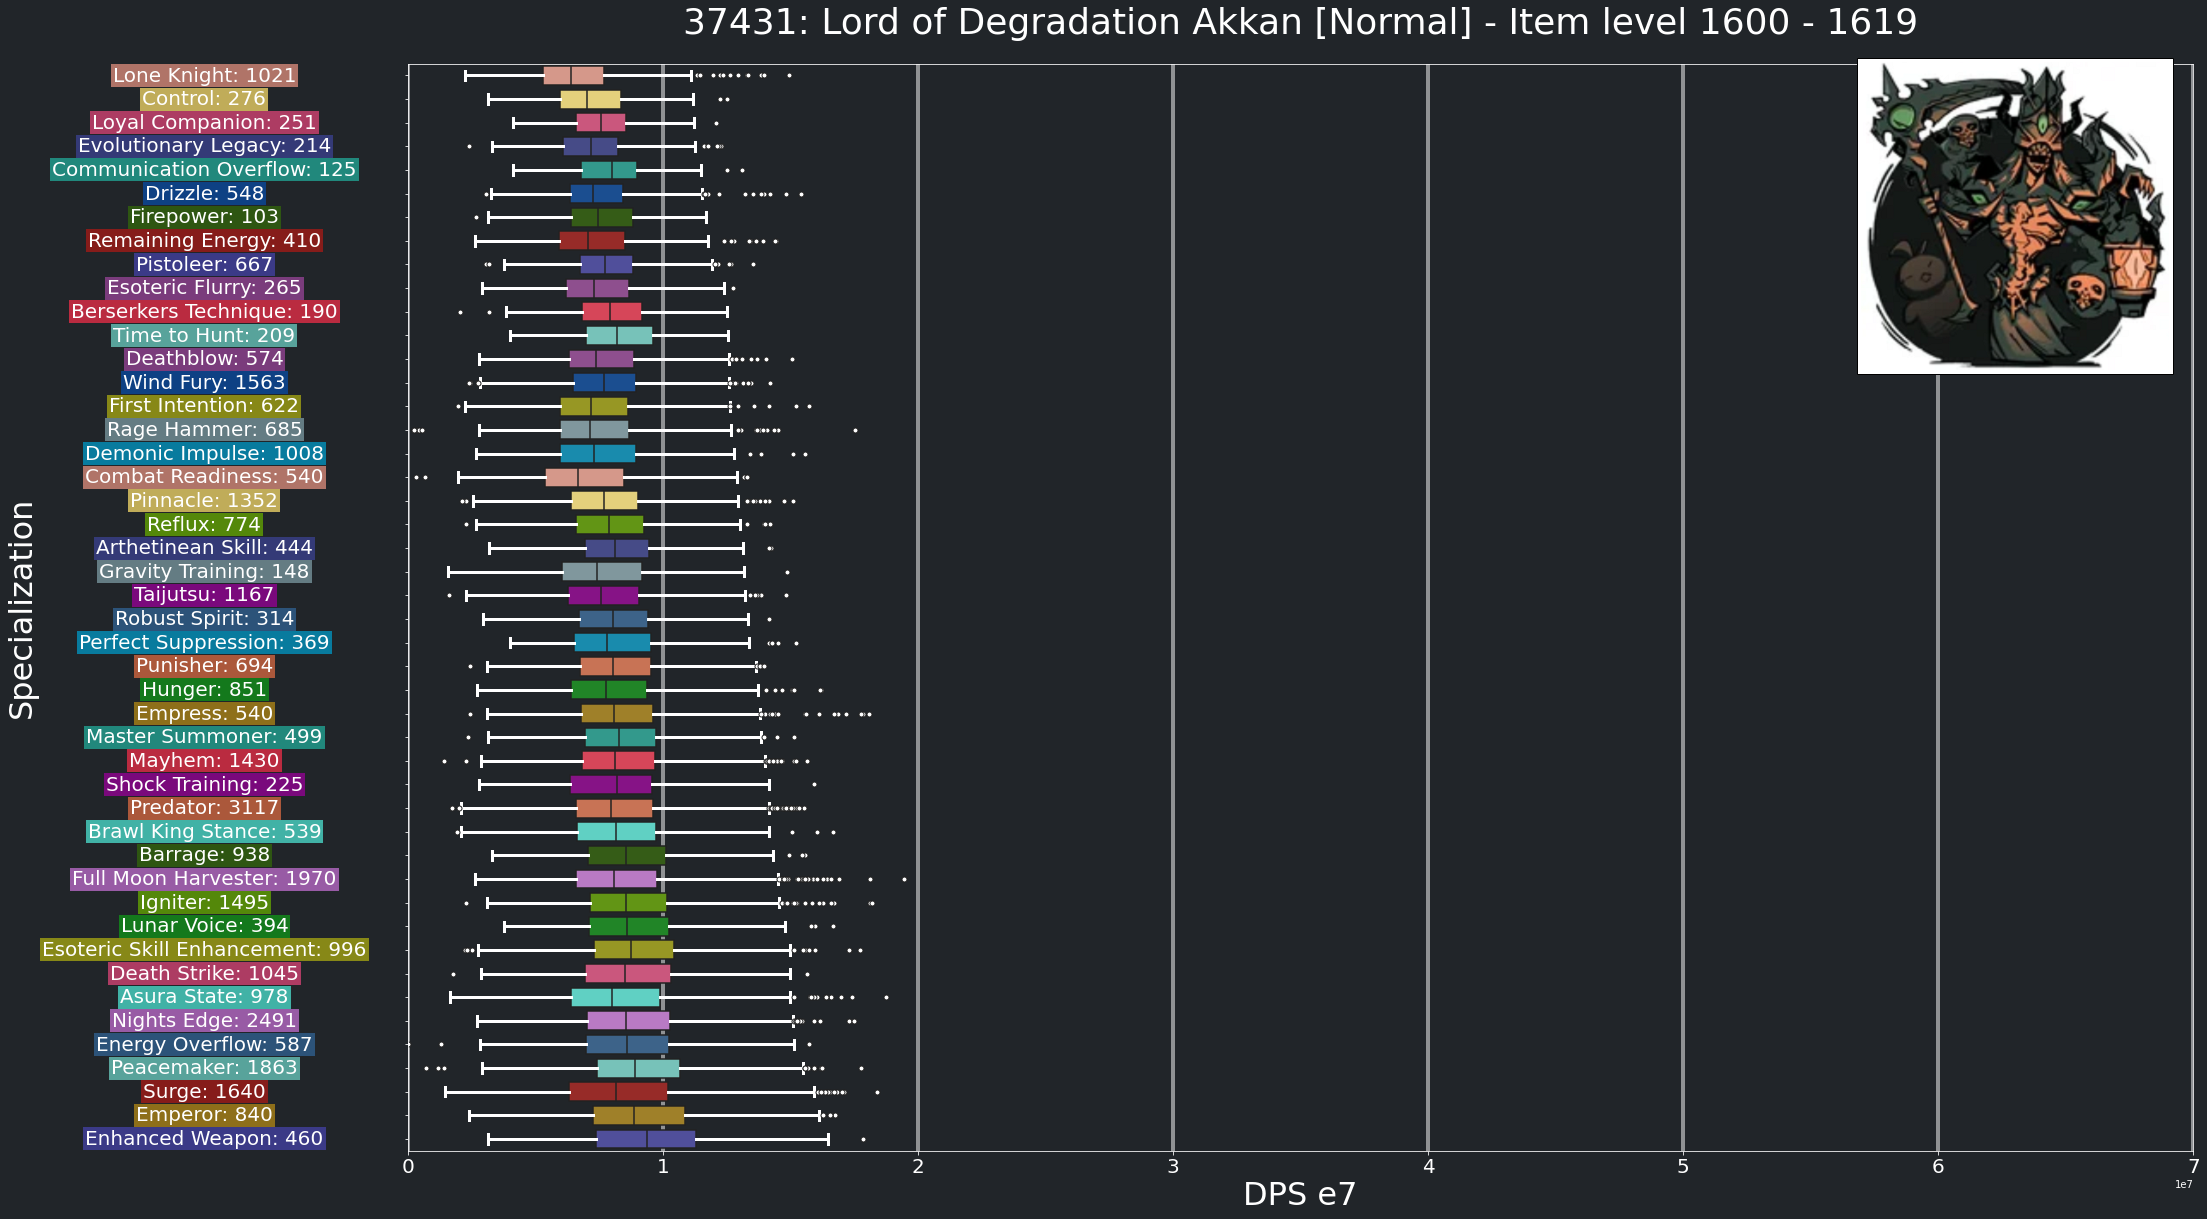 37431: Lord of Degradation Akkan [Normal] - Item level 1600 - 1619
Specialization
Lone Knight: 1021
Control: 276
Loyal Companion: 251
Evolutionary Legacy: 214
Communication Overflow: 125
Drizzle: 548
Firepower: 103
Remaining Energy: 410
Pistoleer: 667
Esoteric Flurry: 265
Berserkers Technique: 190
Time to Hunt: 209
Deathblow: 574
Wind Fury: 1563
First Intention: 622
Rage Hammer: 685
Demonic Impulse: 1008
Combat Readiness: 540
Pinnacle: 1352
Reflux: 774
Arthetinean Skill: 444
Gravity Training: 148
Taijutsu: 1167
Robust Spirit: 314
Perfect Suppression: 369
Punisher: 694
Hunger: 851
Empress: 540
Master Summoner: 499
Mayhem: 1430
Shock Training: 225
Predator: 3117
Brawl King Stance: 539
Barrage: 938
Full Moon Harvester: 1970
Igniter: 1495
Lunar Voice: 394
Esoteric Skill Enhancement: 996
Death Strike: 1045
Asura State: 978
Nights Edge: 2491
Energy Overflow: 587
Peacemaker: 1863
Surge: 1640
Emperor: 840
Enhanced Weapon: 460
0 1 2 3 4 5 6 7
1e7
DPS e7